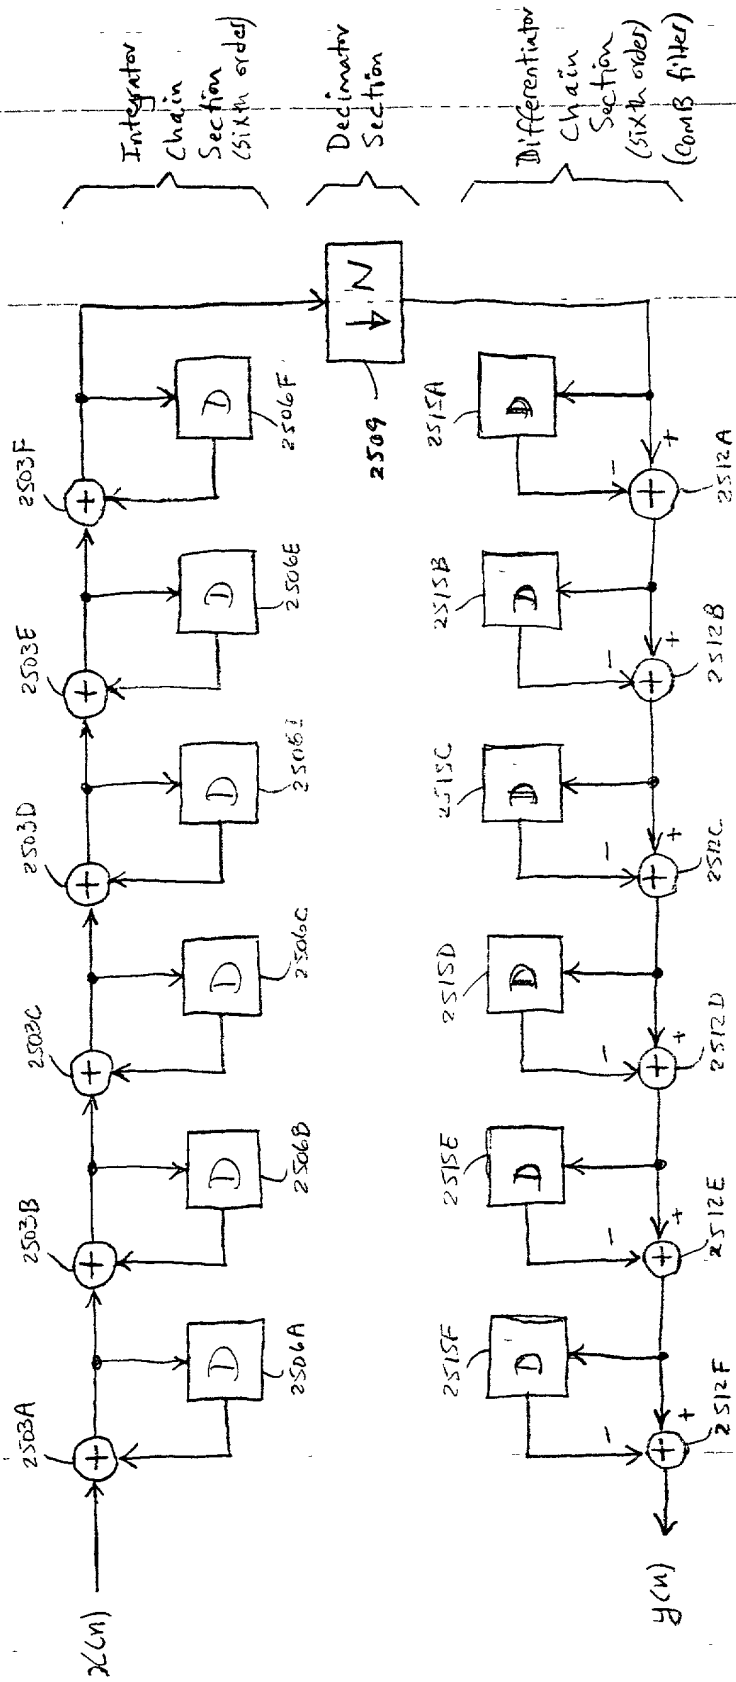 2503A
2503B
2503C
2503D
2503E
2503F
x(n)
+
+
+
+
+
+
D
D
D
D
D
D
2506A
2506B
2506C
2506E
2506F
Integrator
Chain
Section
(sixth order)
2509
↓ N
Decimator
Section
2515F
2515E
2515D
2515C
2515B
2515A
D
D
D
D
D
D
−
−
−
−
−
−
y(n)
+
+
+
+
+
+
+
+
+
+
+
+
2512F
2512E
2512D
2512C
2512B
2512A
Differentiator
Chain
Section
(sixth order)
(comB filter)